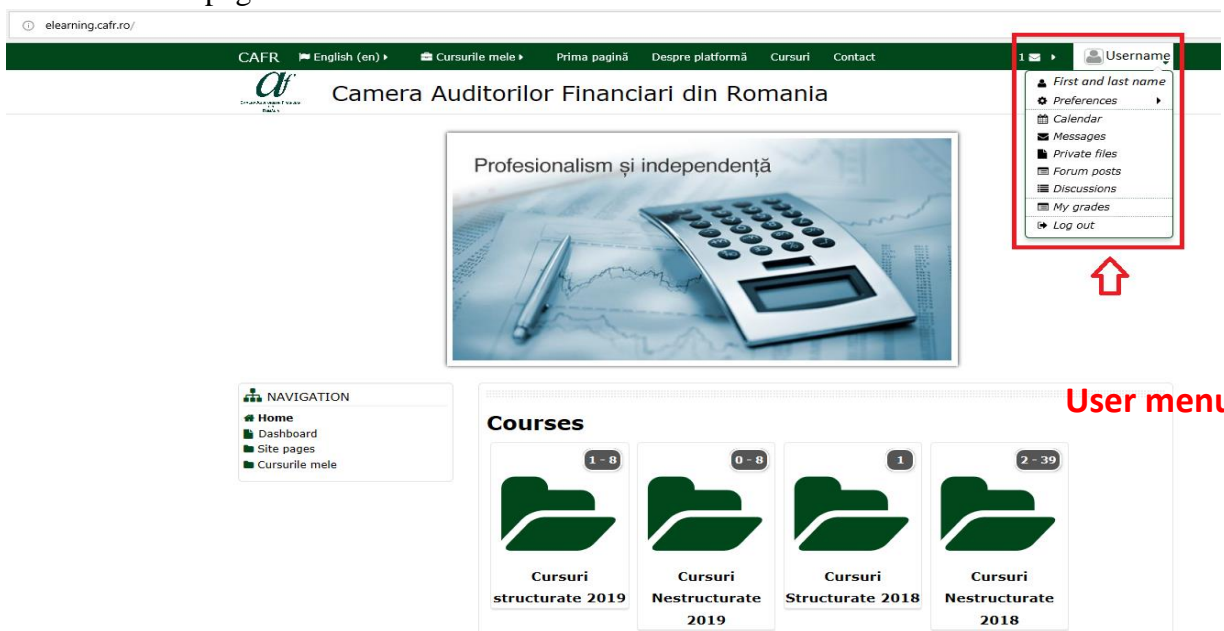 elearning.cafr.ro/
CAFR English (en) Cursurile mele Prima pagină Despre platformă Cursuri Contact 1 Username
Camera Auditorilor Financiari din Romania
First and last name
Preferences
Calendar
Messages
Private files
Forum posts
Discussions
My grades
Log out
Profesionalism și independență
User menu
NAVIGATION
Home
Dashboard
Site pages
Cursurile mele
Courses
1 - 8
0 - 8
1
2 - 39
Cursuri
structurate 2019
Cursuri
Nestructurate
2019
Cursuri
Structurate 2018
Cursuri
Nestructurate
2018